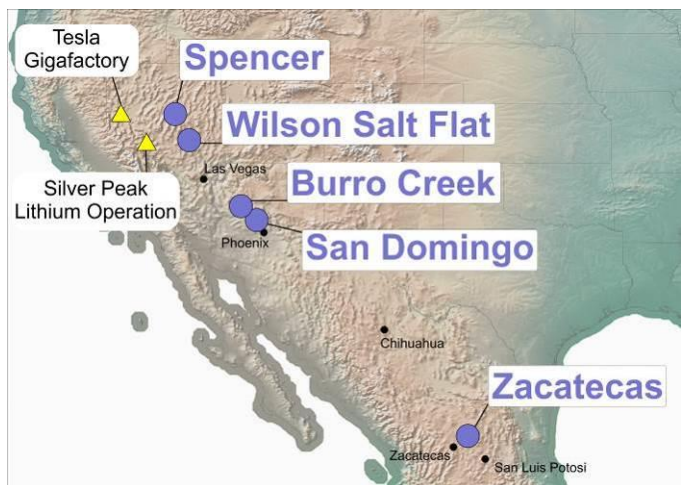 Tesla
Gigafactory
Spencer
Wilson Salt Flat
Las Vegas
Silver Peak
Lithium Operation
Burro Creek
San Domingo
Phoenix
Chihuahua
Zacatecas
Zacatecas
San Luis Potosi